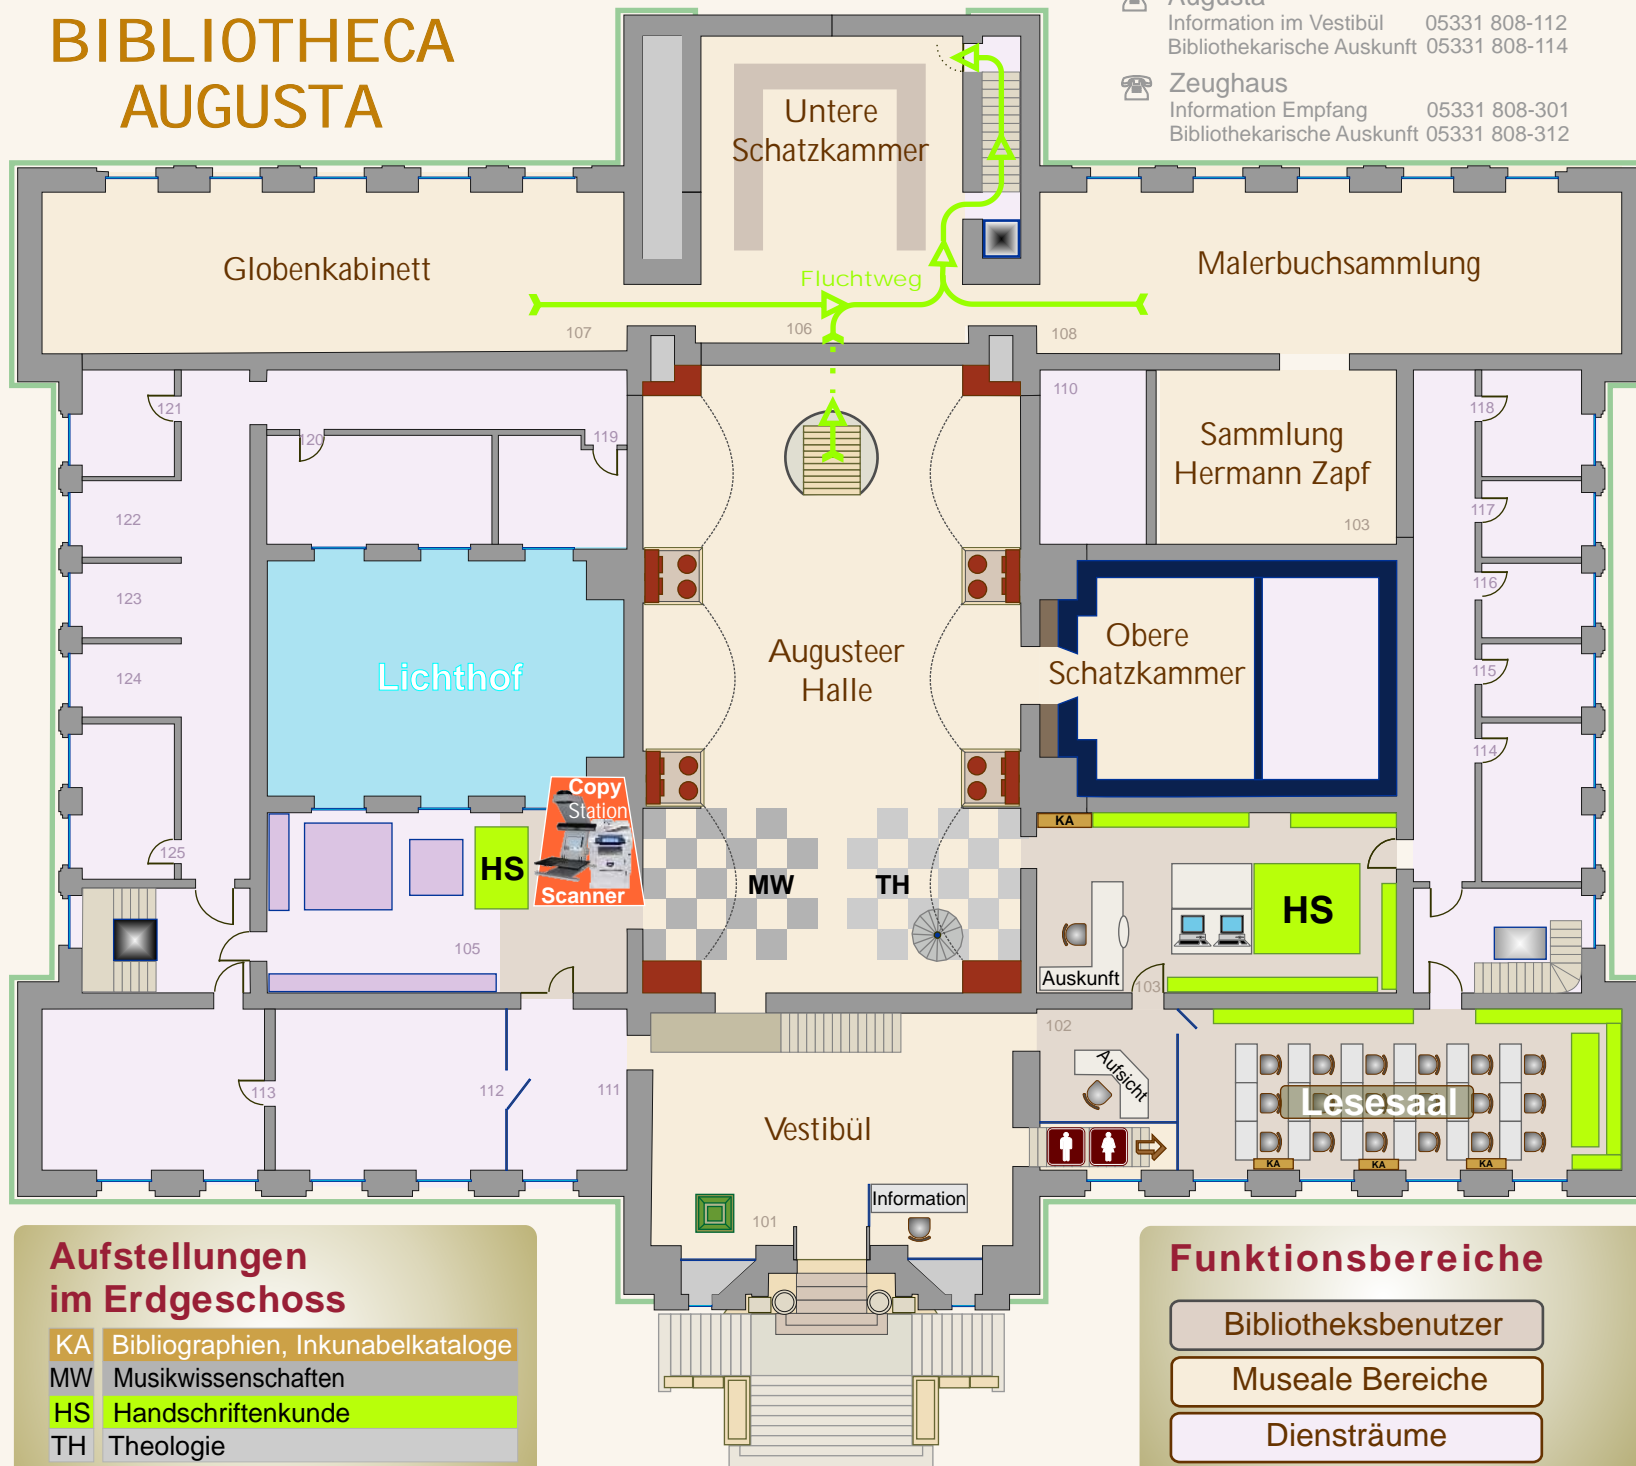 BIBLIOTHECA
AUGUSTA
Augusta
Information im Vestibül 05331 808-112
Bibliothekarische Auskunft 05331 808-114
Zeughaus
Information Empfang 05331 808-301
Bibliothekarische Auskunft 05331 808-312
Untere
Schatzkammer
Globenkabinett
Malerbuchsammlung
Fluchtweg
107
106
108
121
120
119
110
Sammlung
Hermann Zapf
103
118
117
116
115
114
122
123
124
125
Lichthof
Augusteer
Halle
Obere
Schatzkammer
Copy
Station
Scanner
HS
MW
TH
KA
HS
105
Auskunft
103
102
Aufsicht
Lesesaal
KA
KA
KA
113
112
111
Vestibül
101
Information
Aufstellungen
im Erdgeschoss
KA Bibliographien, Inkunabelkataloge
MW Musikwissenschaften
HS Handschriftenkunde
TH Theologie
Funktionsbereiche
Bibliotheksbenutzer
Museale Bereiche
Diensträume